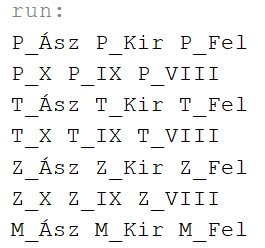 run:
P_Ász P_Kir P_Fel
P_X P_IX P_VIII
T_Ász T_Kir T_Fel
T_X T_IX T_VIII
Z_Ász Z_Kir Z_Fel
Z_X Z_IX Z_VIII
M_Ász M_Kir M_Fel